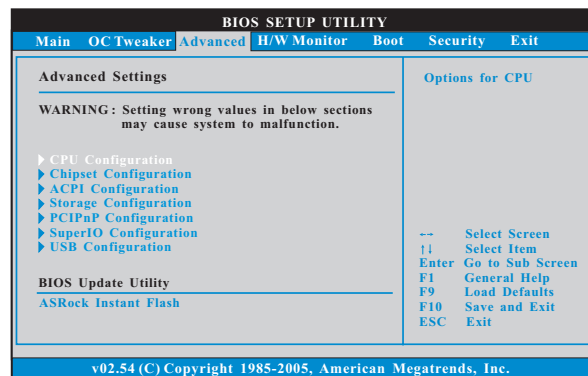 BIOS SETUP UTILITY
Main OC Tweaker Advanced H/W Monitor Boot Security Exit
Advanced Settings
WARNING : Setting wrong values in below sections
may cause system to malfunction.
CPU Configuration
Chipset Configuration
ACPI Configuration
Storage Configuration
PCIPnP Configuration
SuperIO Configuration
USB Configuration
BIOS Update Utility
ASRock Instant Flash
Options for CPU
←→ Select Screen
↑↓ Select Item
Enter Go to Sub Screen
F1 General Help
F9 Load Defaults
F10 Save and Exit
ESC Exit
v02.54 (C) Copyright 1985-2005, American Megatrends, Inc.